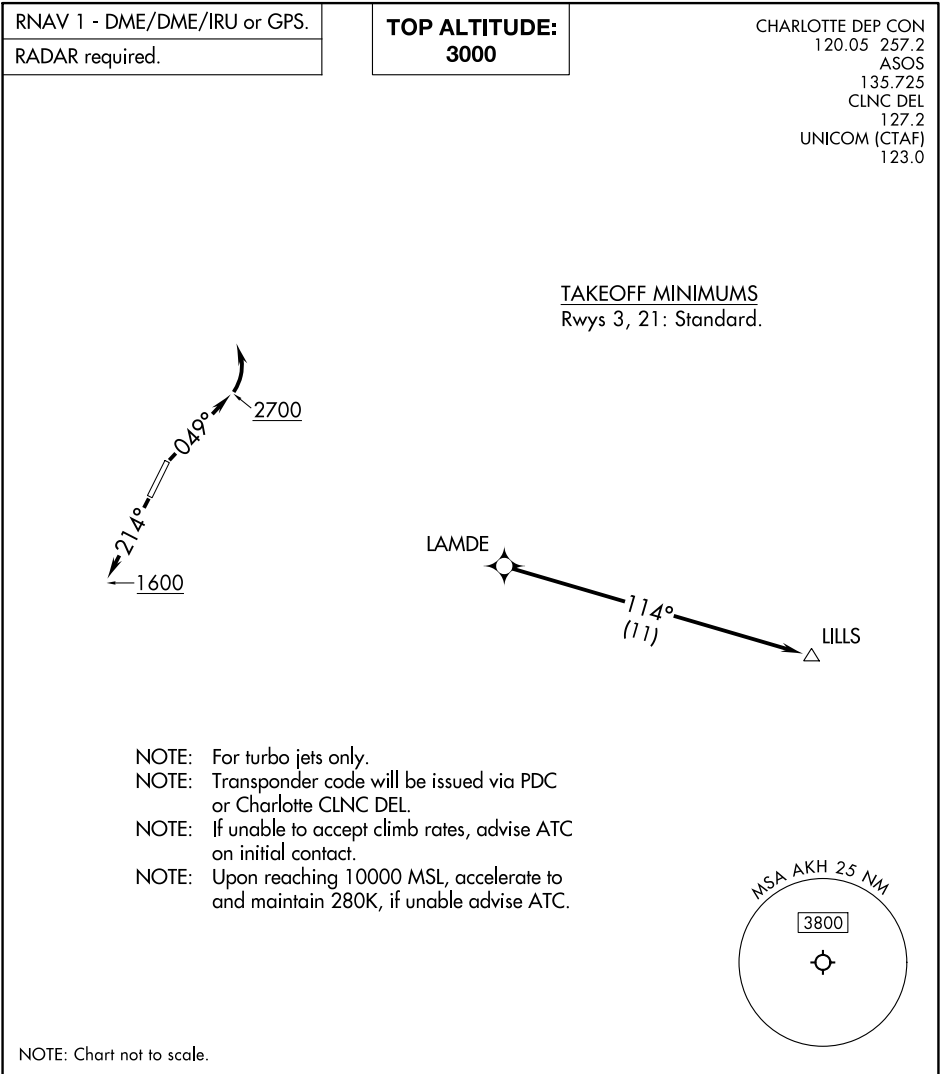 RNAV 1 - DME/DME/IRU or GPS.
RADAR required.
TOP ALTITUDE:
3000
CHARLOTTE DEP CON
120.05 257.2
ASOS
135.725
CLNC DEL
127.2
UNICOM (CTAF)
123.0
TAKEOFF MINIMUMS
Rwys 3, 21: Standard.
2700
049°
214°
1600
LAMDE
114°
(11)
LILLS
NOTE: For turbo jets only.
NOTE: Transponder code will be issued via PDC
or Charlotte CLNC DEL.
NOTE: If unable to accept climb rates, advise ATC
on initial contact.
NOTE: Upon reaching 10000 MSL, accelerate to
and maintain 280K, if unable advise ATC.
MSA AKH 25 NM
3800
NOTE: Chart not to scale.